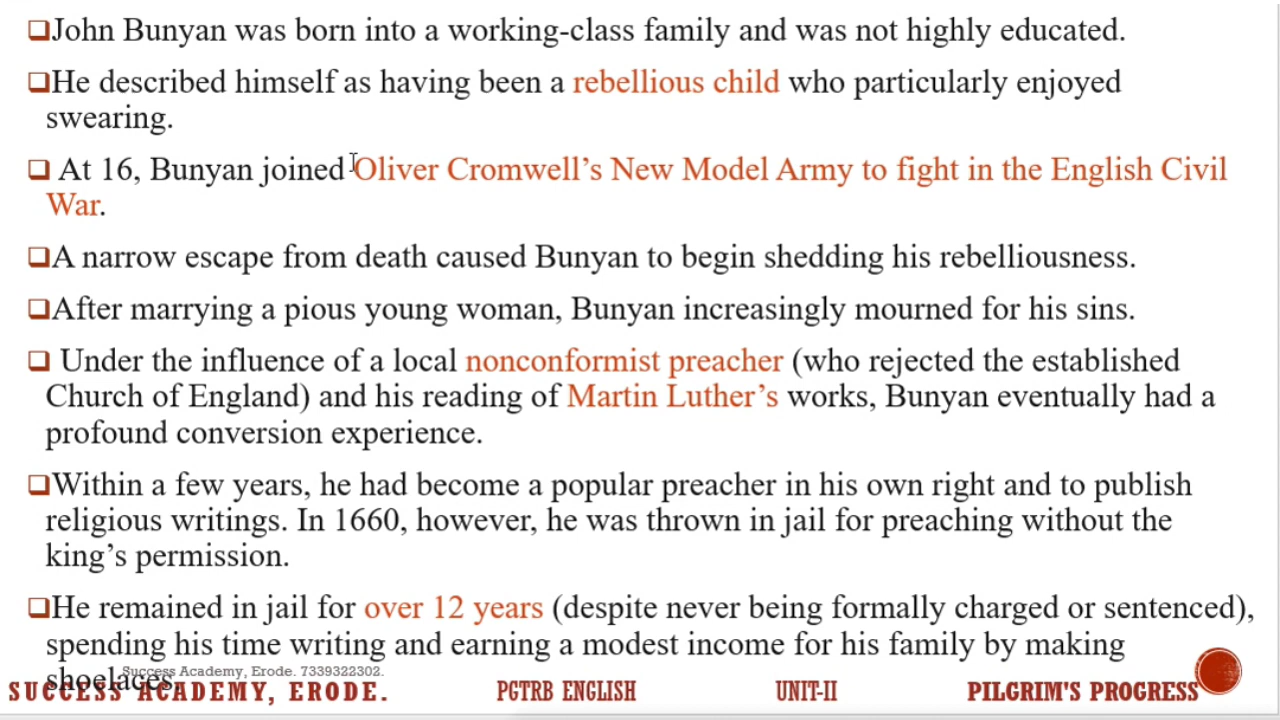 ❑John Bunyan was born into a working-class family and was not highly educated.
❑He described himself as having been a rebellious child who particularly enjoyed
swearing.
❑ At 16, Bunyan joined Oliver Cromwell’s New Model Army to fight in the English Civil
War.
❑A narrow escape from death caused Bunyan to begin shedding his rebelliousness.
❑After marrying a pious young woman, Bunyan increasingly mourned for his sins.
❑ Under the influence of a local nonconformist preacher (who rejected the established
Church of England) and his reading of Martin Luther’s works, Bunyan eventually had a
profound conversion experience.
❑Within a few years, he had become a popular preacher in his own right and to publish
religious writings. In 1660, however, he was thrown in jail for preaching without the
king’s permission.
❑He remained in jail for over 12 years (despite never being formally charged or sentenced),
spending his time writing and earning a modest income for his family by making
shoelaces.
Success Academy, Erode. 7339322302.
SUCCESS ACADEMY, ERODE. PGTRB ENGLISH UNIT-II PILGRIM'S PROGRESS